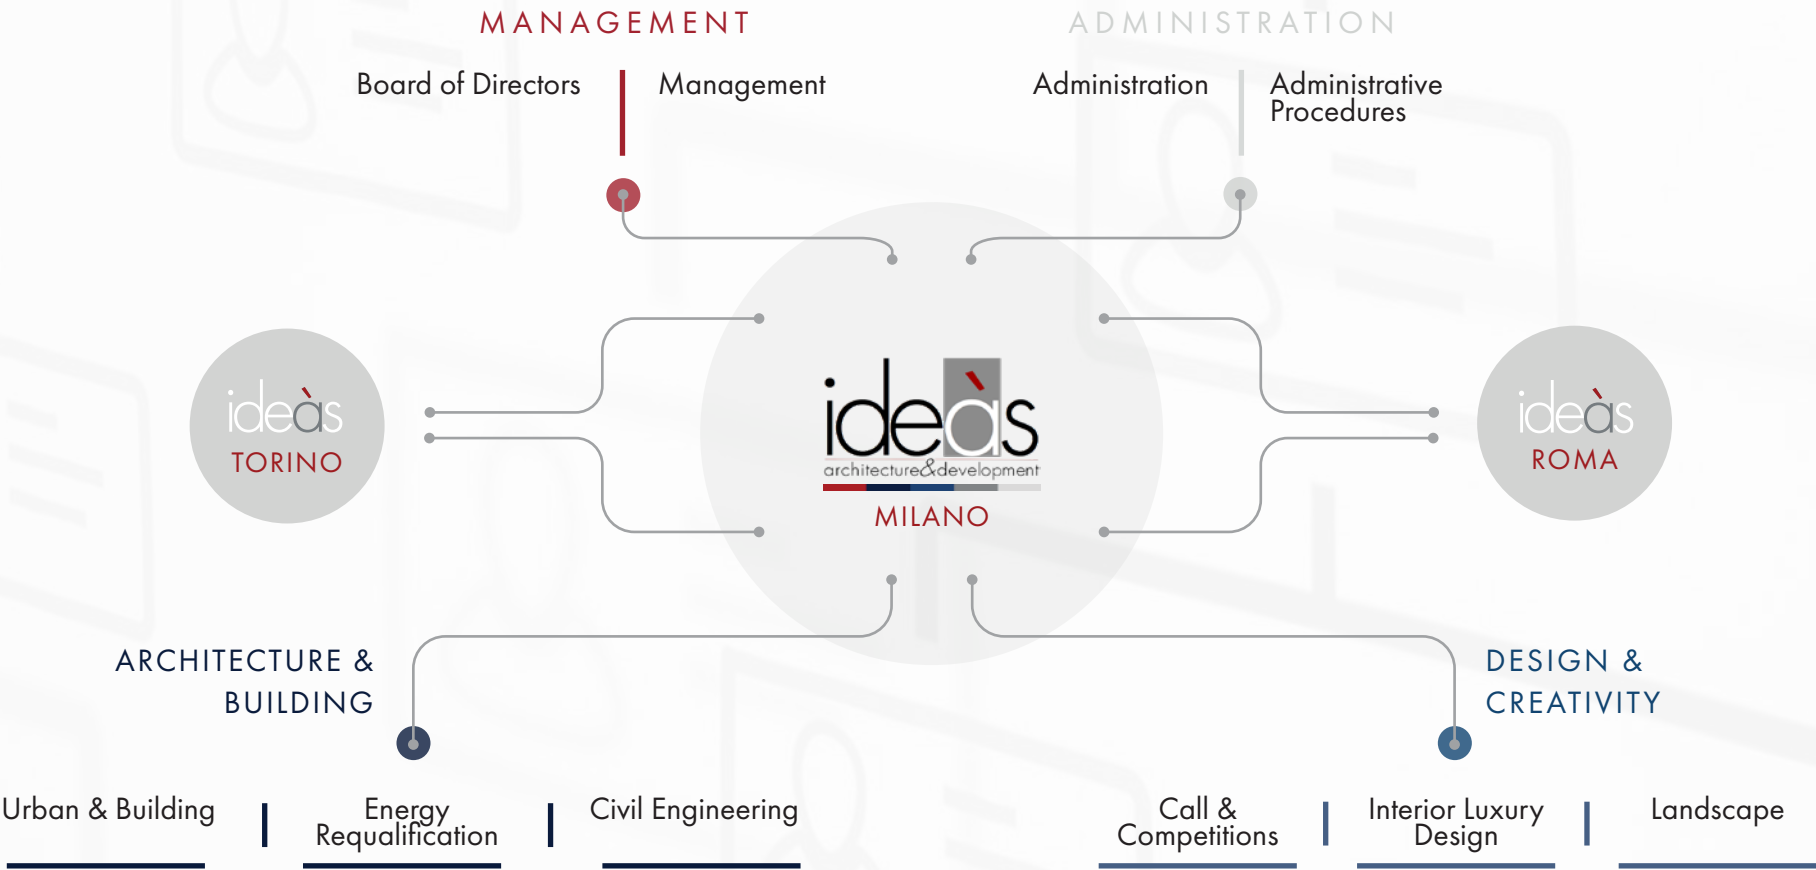 MANAGEMENT
ADMINISTRATION
Board of Directors
Management
Administration
Administrative
Procedures
ideàs
TORINO
ideàs
architecture&development
MILANO
ideàs
ROMA
ARCHITECTURE &
BUILDING
DESIGN &
CREATIVITY
Urban & Building
Energy
Requalification
Civil Engineering
Call &
Competitions
Interior Luxury
Design
Landscape